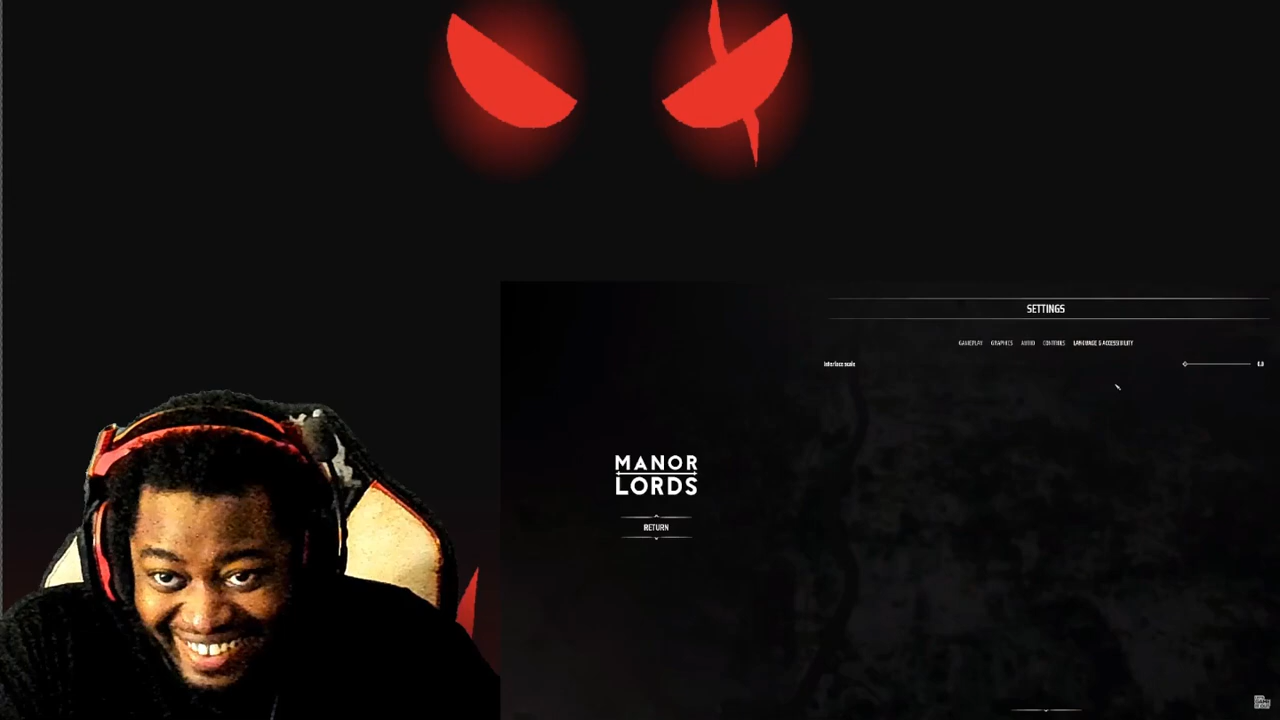 SETTINGS
GAMEPLAY GRAPHICS AUDIO CONTROLS LANGUAGE & ACCESSIBILITY
Interface scale
MANOR
LORDS
RETURN